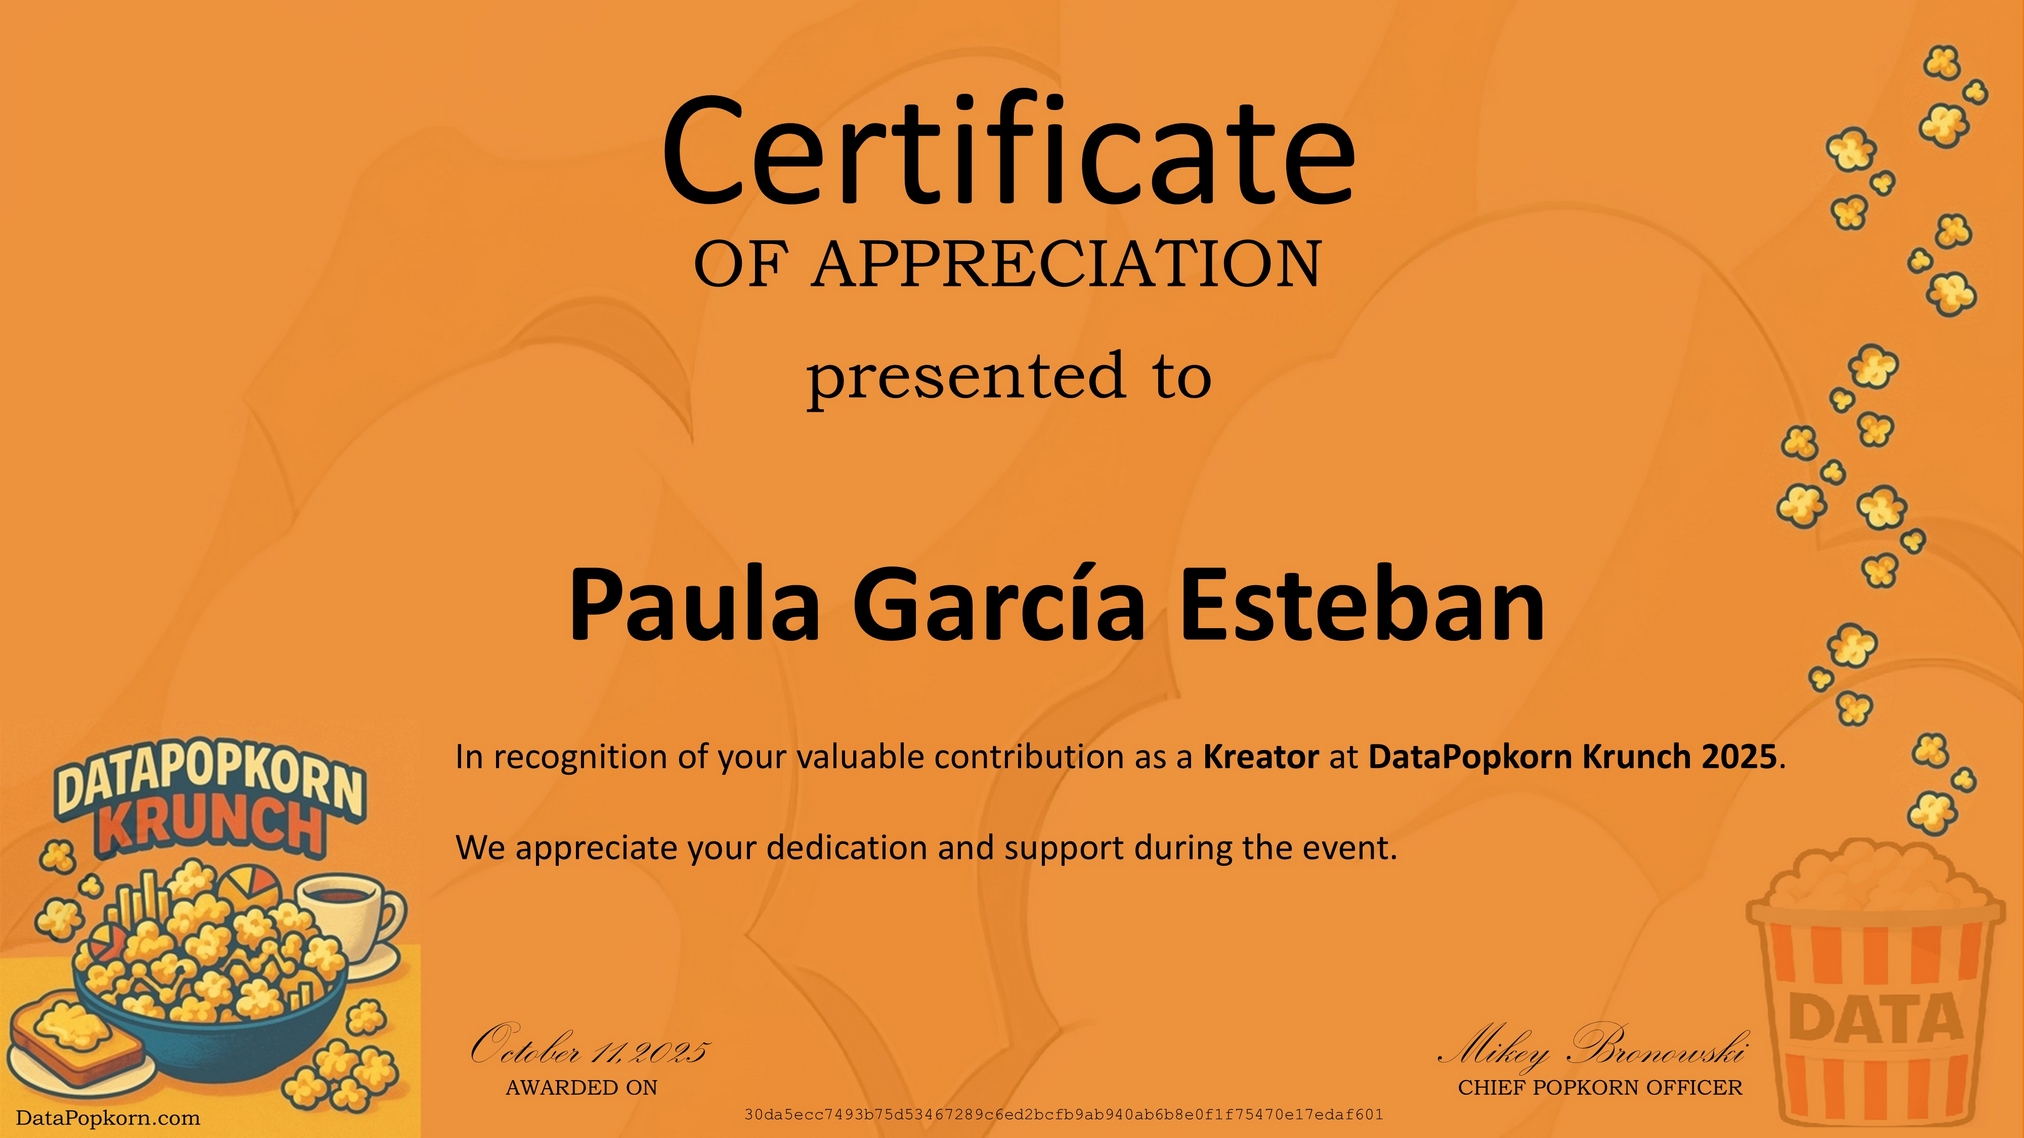 Certificate
OF APPRECIATION
presented to
Paula García Esteban
In recognition of your valuable contribution as a Kreator at DataPopkorn Krunch 2025.
We appreciate your dedication and support during the event.
DATAPOPKORN
KRUNCH
DATA
October 11, 2025
AWARDED ON
Mikey Bronowski
CHIEF POPKORN OFFICER
DataPopkorn.com
30da5ecc7493b75d53467289c6ed2bcfb9ab940ab6b8e0f1f75470e17edaf601